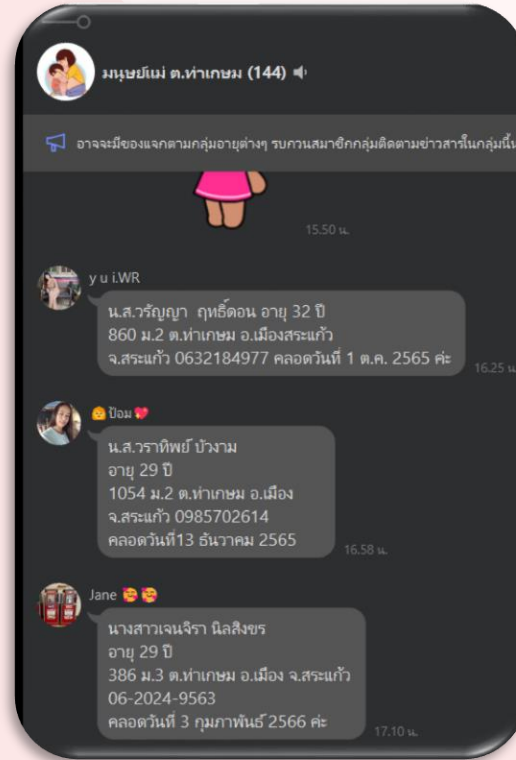 มนุษย์แม่ ต.ท่าเกษม (144)
อาจจะมีของแจกตามกลุ่มอายุต่างๆ รบกวนสมาชิกกลุ่มติดตามข่าวสารในกลุ่มนี้น
15.50 น.
y u i.WR
น.ส.วรัญญา ฤทธิ์ดอน อายุ 32 ปี
860 ม.2 ต.ท่าเกษม อ.เมืองสระแก้ว
จ.สระแก้ว 0632184977 คลอดวันที่ 1 ต.ค. 2565 ค่ะ
16.25 น.
ป้อม
น.ส.วราทิพย์ บัวงาม
อายุ 29 ปี
1054 ม.2 ต.ท่าเกษม อ.เมือง
จ.สระแก้ว 0985702614
คลอดวันที่13 ธันวาคม 2565
16.58 น.
Jane
นางสาวเจนจิรา นิลสิงขร
อายุ 29 ปี
386 ม.3 ต.ท่าเกษม อ.เมือง จ.สระแก้ว
06-2024-9563
คลอดวันที่ 3 กุมภาพันธ์ 2566 ค่ะ
17.10 น.